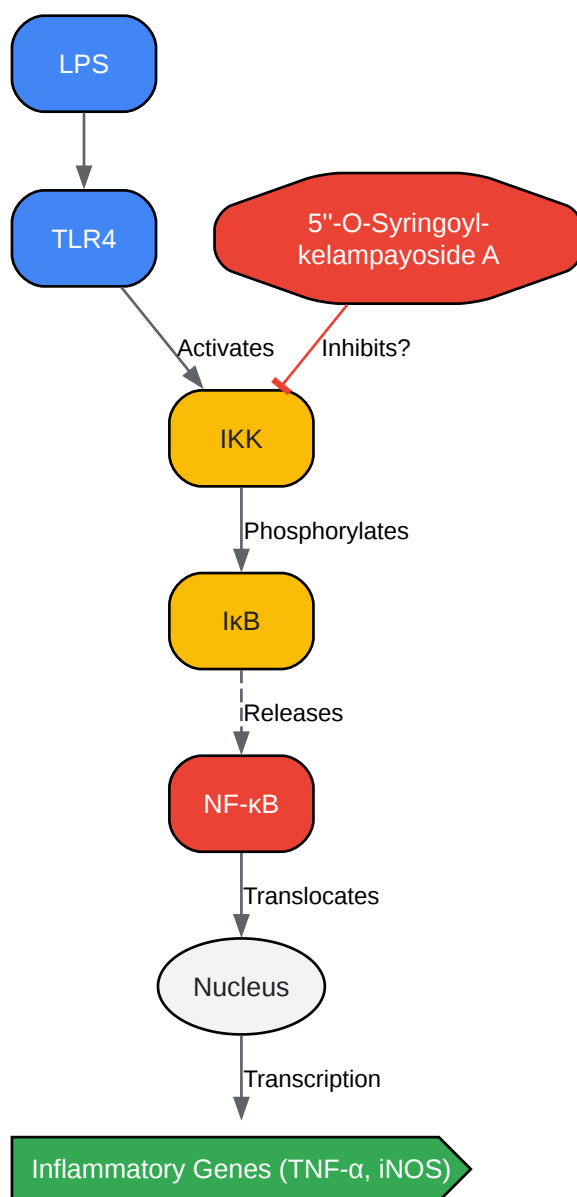 LPS
TLR4
5''-O-Syringoyl-
kelampayoside A
Activates
Inhibits?
IKK
Phosphorylates
IκB
Releases
NF-κB
Translocates
Nucleus
Transcription
Inflammatory Genes (TNF-α, iNOS)